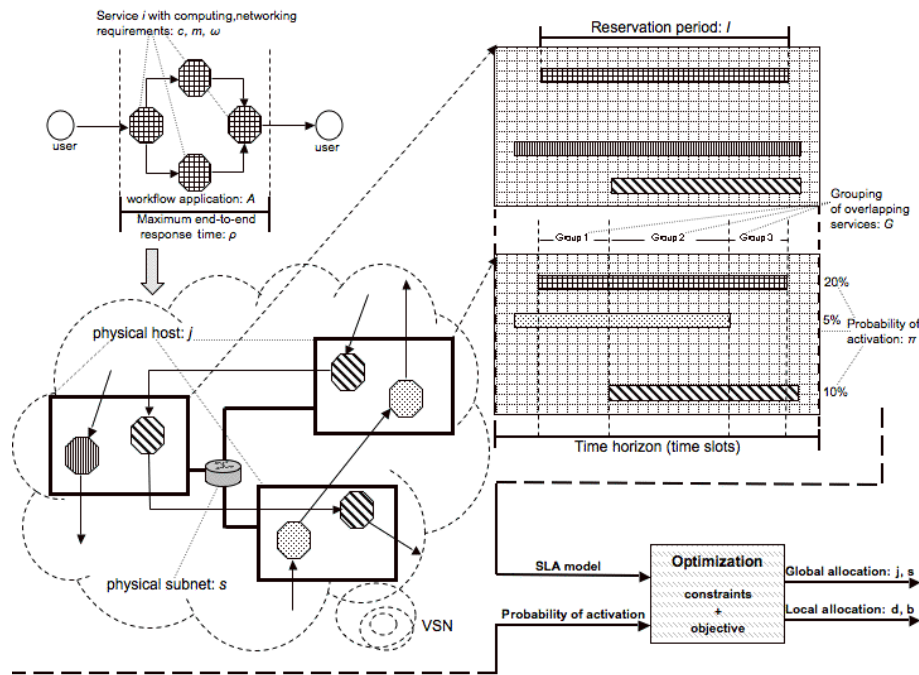 Service i with computing,networking
requirements: c, m, ω
user
user
workflow application: A
Maximum end-to-end
response time: ρ
Reservation period: I
Grouping
of overlapping
services: G
Group 1
Group 2
Group 3
20%
5%
10%
Probability of
activation: π
Time horizon (time slots)
physical host: j
physical subnet: s
VSN
SLA model
Probability of activation
Optimization
constraints
+
objective
Global allocation: j, s
Local allocation: d, b